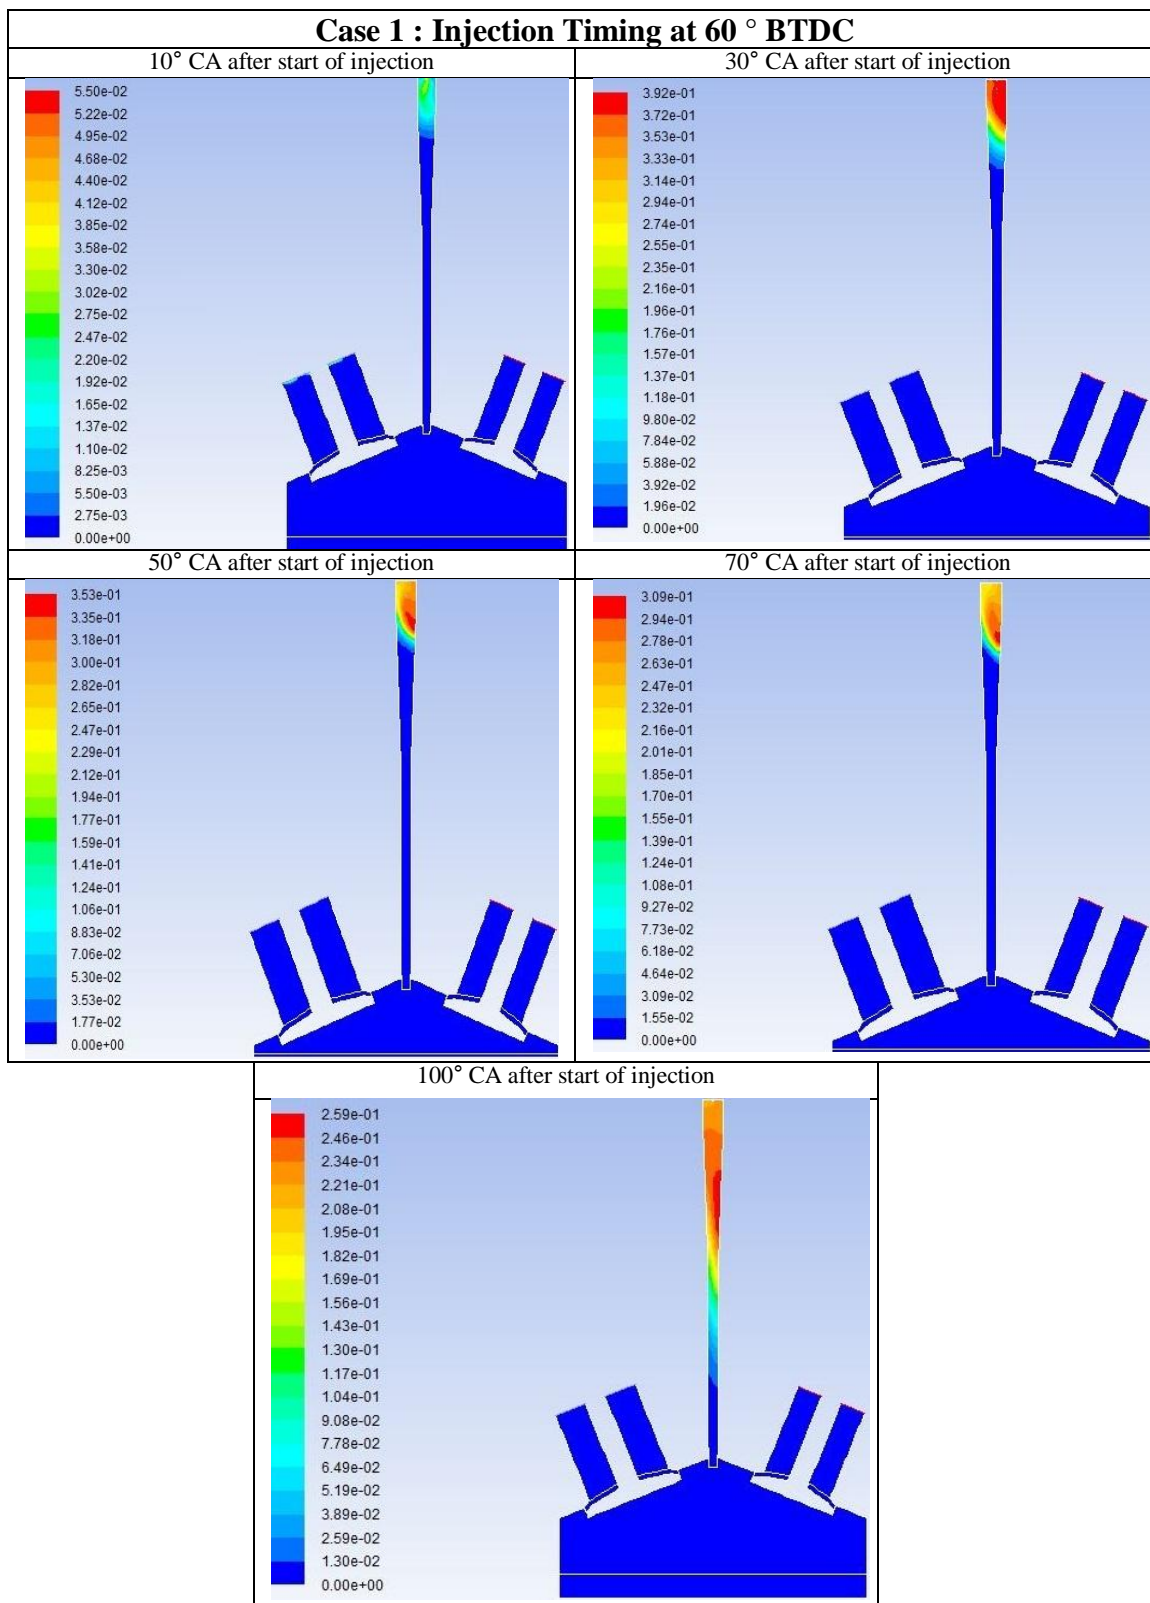 Case 1 : Injection Timing at 60 ° BTDC
10° CA after start of injection
30° CA after start of injection
5.50e-02
5.22e-02
4.95e-02
4.68e-02
4.40e-02
4.12e-02
3.85e-02
3.58e-02
3.30e-02
3.02e-02
2.75e-02
2.47e-02
2.20e-02
1.92e-02
1.65e-02
1.37e-02
1.10e-02
8.25e-03
5.50e-03
2.75e-03
0.00e+00
3.92e-01
3.72e-01
3.53e-01
3.33e-01
3.14e-01
2.94e-01
2.74e-01
2.55e-01
2.35e-01
2.16e-01
1.96e-01
1.76e-01
1.57e-01
1.37e-01
1.18e-01
9.80e-02
7.84e-02
5.88e-02
3.92e-02
1.96e-02
0.00e+00
50° CA after start of injection
70° CA after start of injection
3.53e-01
3.35e-01
3.18e-01
3.00e-01
2.82e-01
2.65e-01
2.47e-01
2.29e-01
2.12e-01
1.94e-01
1.77e-01
1.59e-01
1.41e-01
1.24e-01
1.06e-01
8.83e-02
7.06e-02
5.30e-02
3.53e-02
1.77e-02
0.00e+00
3.09e-01
2.94e-01
2.78e-01
2.63e-01
2.47e-01
2.32e-01
2.16e-01
2.01e-01
1.85e-01
1.70e-01
1.55e-01
1.39e-01
1.24e-01
1.08e-01
9.27e-02
7.73e-02
6.18e-02
4.64e-02
3.09e-02
1.55e-02
0.00e+00
100° CA after start of injection
2.59e-01
2.46e-01
2.34e-01
2.21e-01
2.08e-01
1.95e-01
1.82e-01
1.69e-01
1.56e-01
1.43e-01
1.30e-01
1.17e-01
1.04e-01
9.08e-02
7.78e-02
6.49e-02
5.19e-02
3.89e-02
2.59e-02
1.30e-02
0.00e+00